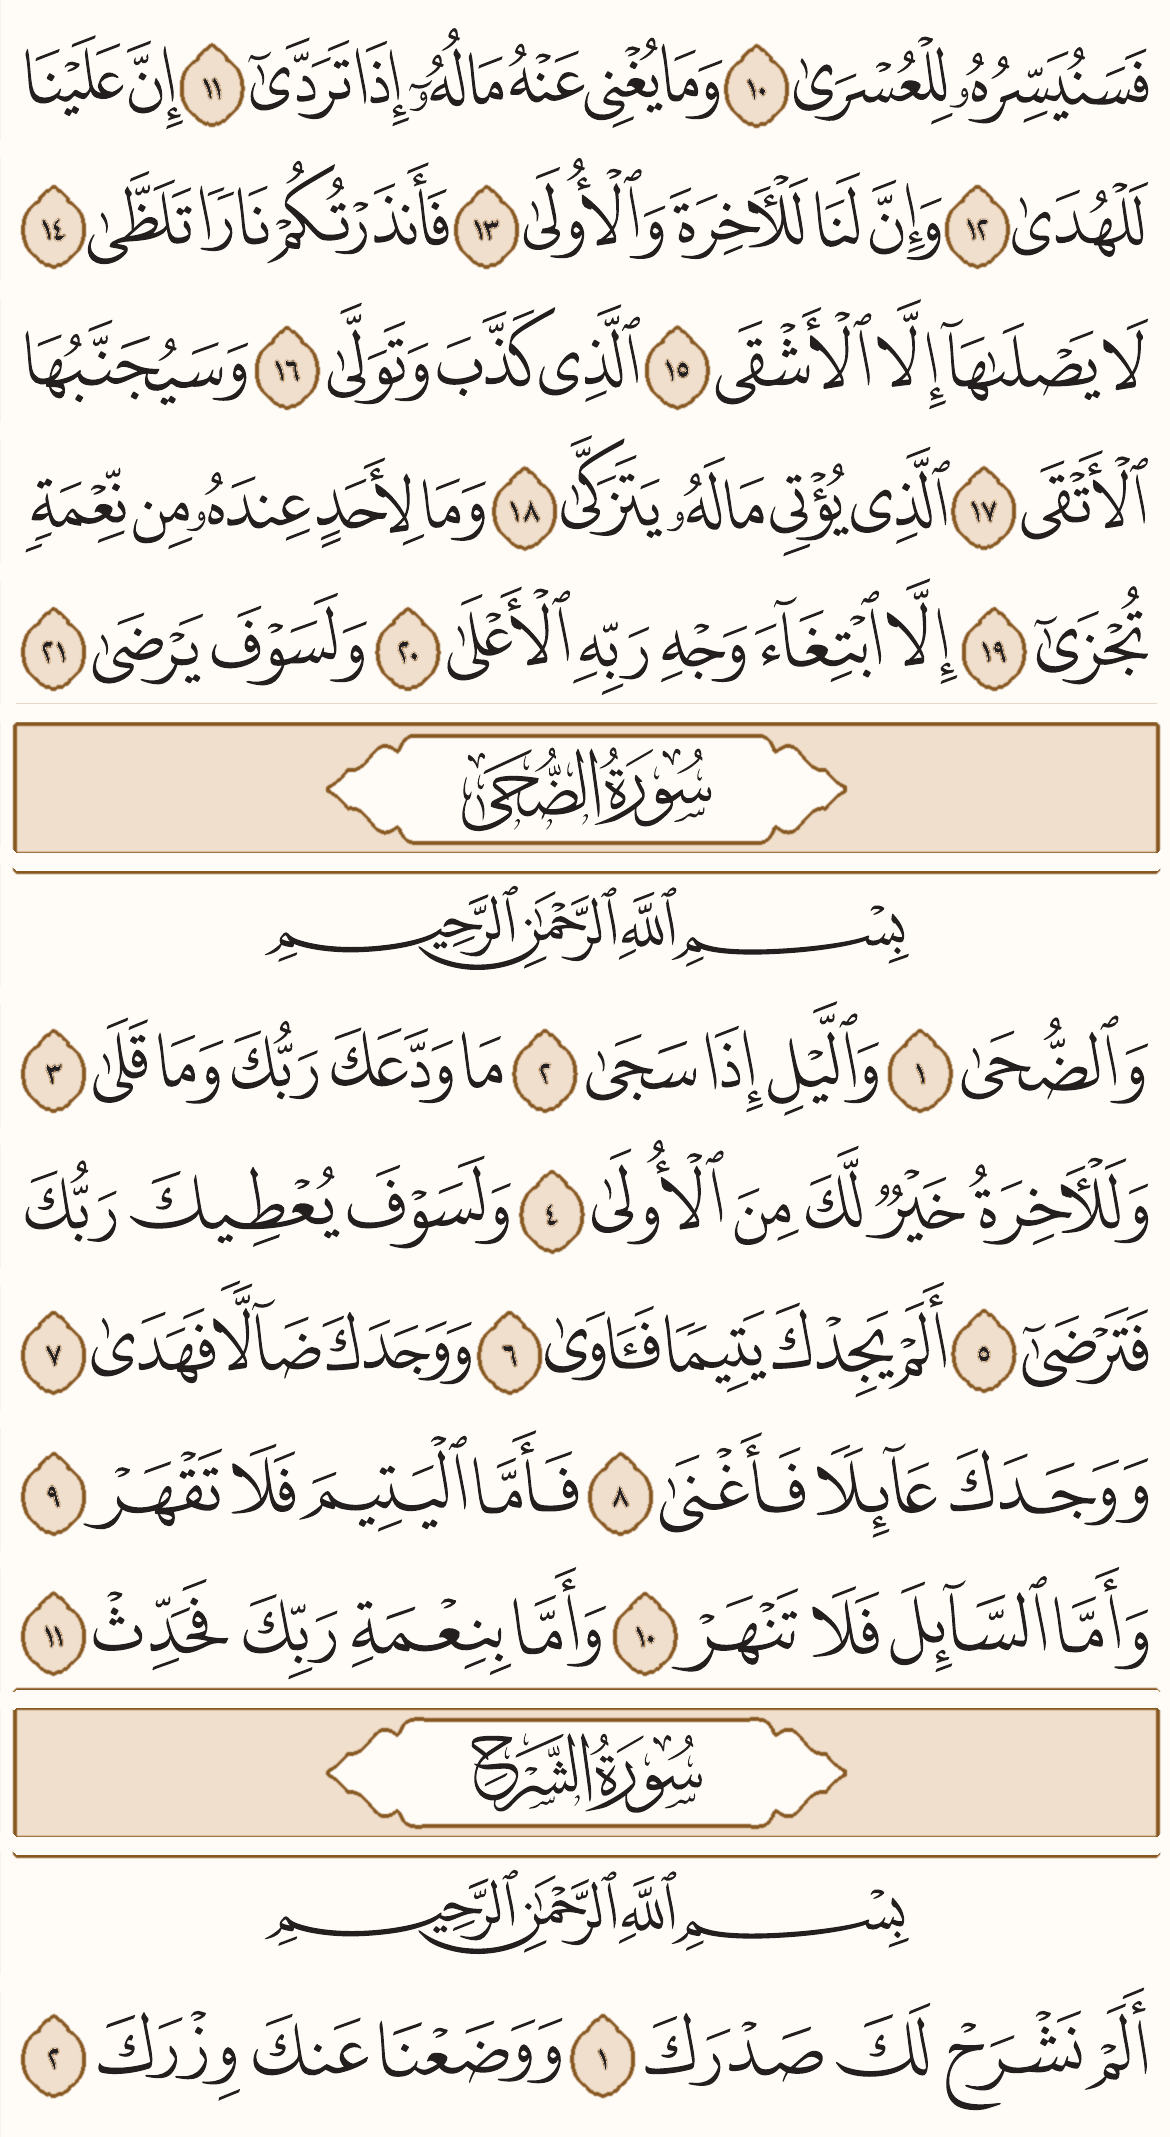 فَسَنُيَسِّرُهُۥ لِلْعُسْرَىٰ ١٠ وَمَا يُغْنِى عَنْهُ مَالُهُۥٓ إِذَا تَرَدَّىٰٓ ١١ إِنَّ عَلَيْنَا
لَلْهُدَىٰ ١٢ وَإِنَّ لَنَا لَلْـَٔاخِرَةَ وَٱلْأُولَىٰ ١٣ فَأَنذَرْتُكُمْ نَارًا تَلَظَّىٰ ١٤
لَا يَصْلَىٰهَآ إِلَّا ٱلْأَشْقَى ١٥ ٱلَّذِى كَذَّبَ وَتَوَلَّىٰ ١٦ وَسَيُجَنَّبُهَا
ٱلْأَتْقَى ١٧ ٱلَّذِى يُؤْتِى مَالَهُۥ يَتَزَكَّىٰ ١٨ وَمَا لِأَحَدٍ عِندَهُۥ مِن نِّعْمَةٍ
تُجْزَىٰٓ ١٩ إِلَّا ٱبْتِغَآءَ وَجْهِ رَبِّهِ ٱلْأَعْلَىٰ ٢٠ وَلَسَوْفَ يَرْضَىٰ ٢١
سُورَةُ الضُّحَىٰ
بِسْمِ ٱللَّهِ ٱلرَّحْمَٰنِ ٱلرَّحِيمِ
وَٱلضُّحَىٰ ١ وَٱلَّيْلِ إِذَا سَجَىٰ ٢ مَا وَدَّعَكَ رَبُّكَ وَمَا قَلَىٰ ٣
وَلَلْـَٔاخِرَةُ خَيْرٌ لَّكَ مِنَ ٱلْأُولَىٰ ٤ وَلَسَوْفَ يُعْطِيكَ رَبُّكَ
فَتَرْضَىٰٓ ٥ أَلَمْ يَجِدْكَ يَتِيمًا فَـَٔاوَىٰ ٦ وَوَجَدَكَ ضَآلًّا فَهَدَىٰ ٧
وَوَجَدَكَ عَآئِلًا فَأَغْنَىٰ ٨ فَأَمَّا ٱلْيَتِيمَ فَلَا تَقْهَرْ ٩
وَأَمَّا ٱلسَّآئِلَ فَلَا تَنْهَرْ ١٠ وَأَمَّا بِنِعْمَةِ رَبِّكَ فَحَدِّثْ ١١
سُورَةُ الشَّرْحِ
بِسْمِ ٱللَّهِ ٱلرَّحْمَٰنِ ٱلرَّحِيمِ
أَلَمْ نَشْرَحْ لَكَ صَدْرَكَ ١ وَوَضَعْنَا عَنكَ وِزْرَكَ ٢